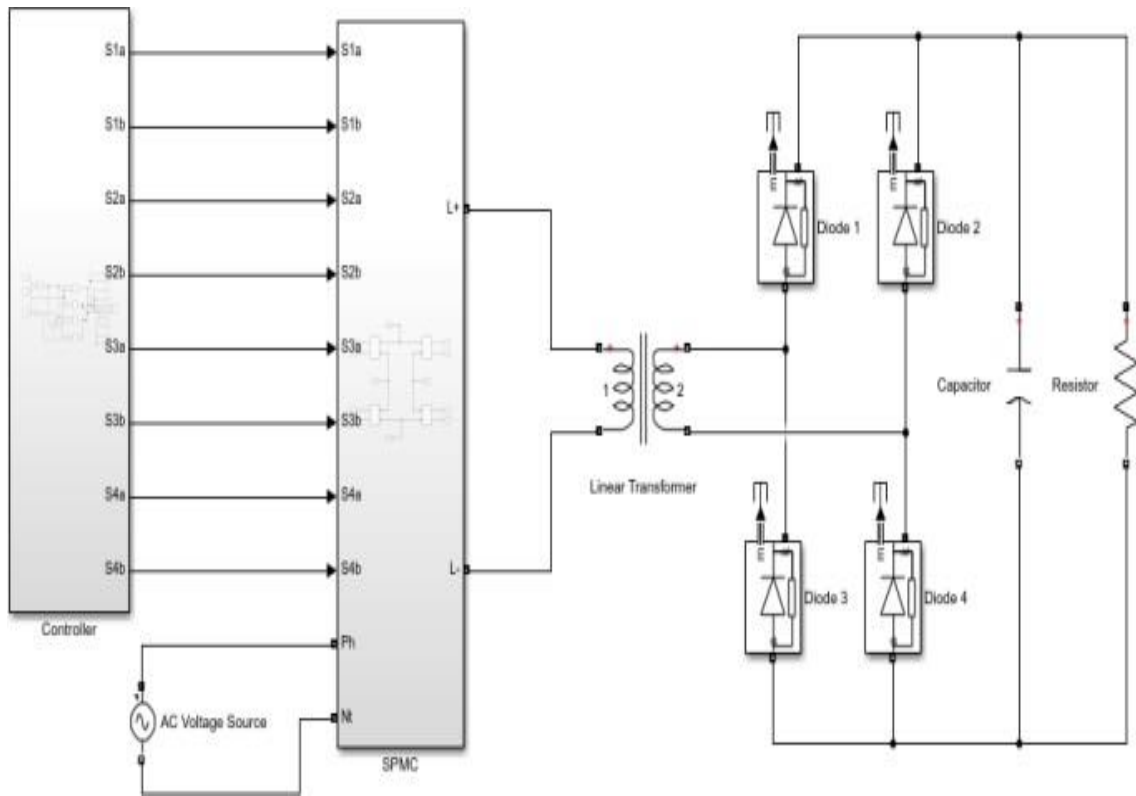 S1a
S1b
S2a
S2b
S3a
S3b
S4a
S4b
Controller
AC Voltage Source
S1a
S1b
S2a
S2b
S3a
S3b
S4a
S4b
Ph
Nt
L+
L-
SPMC
1
2
Linear Transformer
Diode 1
Diode 2
Diode 3
Diode 4
Capacitor
Resistor